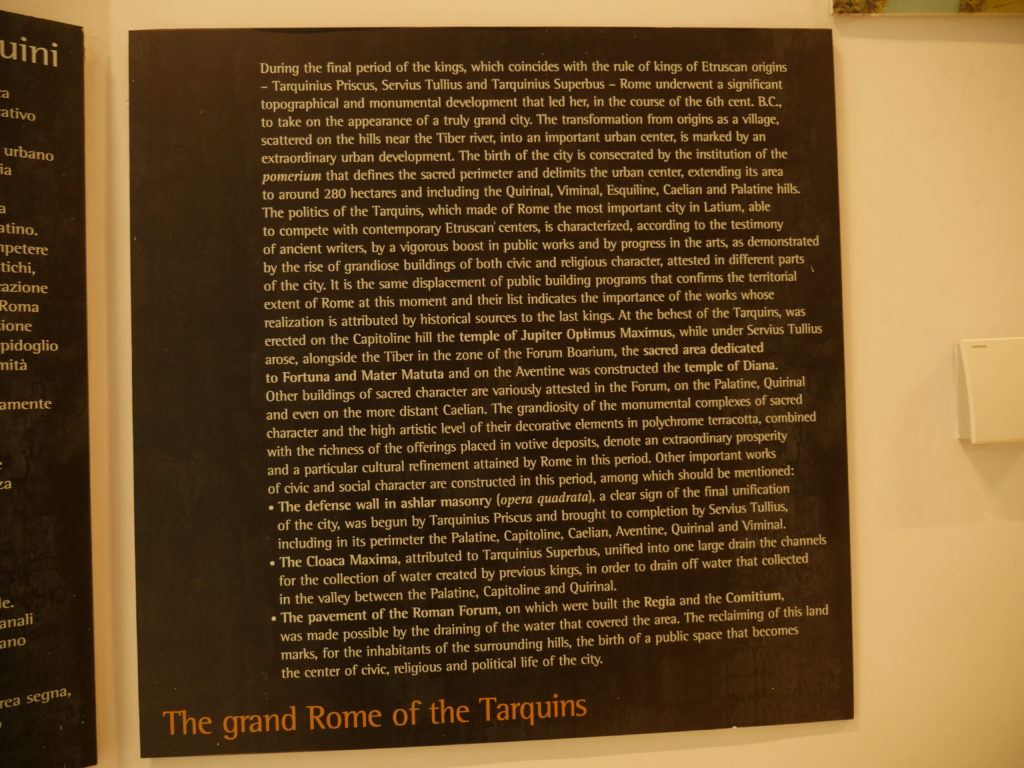 uini
ca
rativo
urbano
ia
a
atino.
mpetere
tichi,
cazione
Roma
zione
pidoglio
mità
amente
e
za
le.
anali
ano
rea segna,
o
During the final period of the kings, which coincides with the rule of kings of Etruscan origins
– Tarquinius Priscus, Servius Tullius and Tarquinius Superbus – Rome underwent a significant
topographical and monumental development that led her, in the course of the 6th cent. B.C.,
to take on the appearance of a truly grand city. The transformation from origins as a village,
scattered on the hills near the Tiber river, into an important urban center, is marked by an
extraordinary urban development. The birth of the city is consecrated by the institution of the
pomerium that defines the sacred perimeter and delimits the urban center, extending its area
to around 280 hectares and including the Quirinal, Viminal, Esquiline, Caelian and Palatine hills.
The politics of the Tarquins, which made of Rome the most important city in Latium, able
to compete with contemporary Etruscan centers, is characterized, according to the testimony
of ancient writers, by a vigorous boost in public works and by progress in the arts, as demonstrated
by the rise of grandiose buildings of both civic and religious character, attested in different parts
of the city. It is the same displacement of public building programs that confirms the territorial
extent of Rome at this moment and their list indicates the importance of the works whose
realization is attributed by historical sources to the last kings. At the behest of the Tarquins, was
erected on the Capitoline hill the temple of Jupiter Optimus Maximus, while under Servius Tullius
arose, alongside the Tiber in the zone of the Forum Boarium, the sacred area dedicated
to Fortuna and Mater Matuta and on the Aventine was constructed the temple of Diana.
Other buildings of sacred character are variously attested in the Forum, on the Palatine, Quirinal
and even on the more distant Caelian. The grandiosity of the monumental complexes of sacred
character and the high artistic level of their decorative elements in polychrome terracotta, combined
with the richness of the offerings placed in votive deposits, denote an extraordinary prosperity
and a particular cultural refinement attained by Rome in this period. Other important works
of civic and social character are constructed in this period, among which should be mentioned:
• The defense wall in ashlar masonry (opera quadrata), a clear sign of the final unification
of the city, was begun by Tarquinius Priscus and brought to completion by Servius Tullius,
including in its perimeter the Palatine, Capitoline, Caelian, Aventine, Quirinal and Viminal.
• The Cloaca Maxima, attributed to Tarquinius Superbus, unified into one large drain the channels
for the collection of water created by previous kings, in order to drain off water that collected
in the valley between the Palatine, Capitoline and Quirinal.
• The pavement of the Roman Forum, on which were built the Regia and the Comitium,
was made possible by the draining of the water that covered the area. The reclaiming of this land
marks, for the inhabitants of the surrounding hills, the birth of a public space that becomes
the center of civic, religious and political life of the city.
The grand Rome of the Tarquins